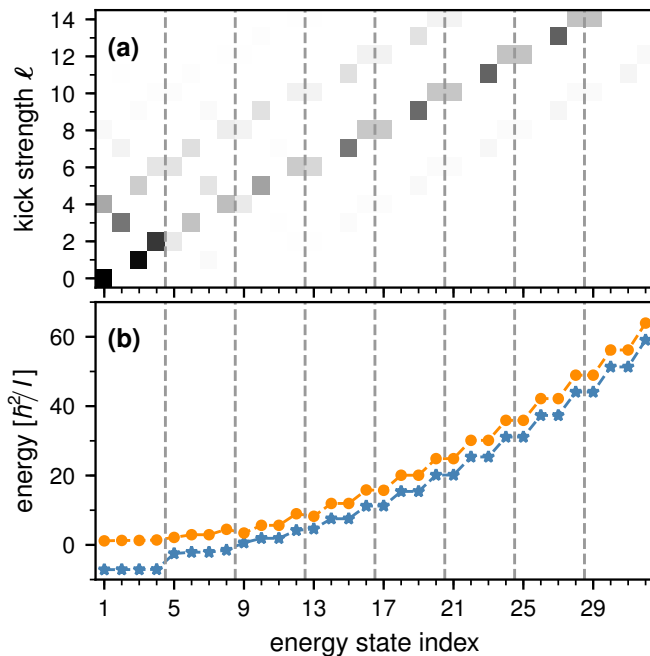 (a)
kick strength ℓ
14
12
10
8
6
4
2
0
(b)
energy [ℏ²/I]
60
40
20
0
1 5 9 13 17 21 25 29
energy state index